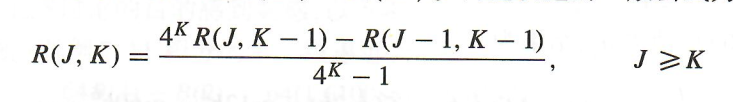 R(J, K) = \frac{4^K R(J, K − 1) − R(J − 1, K − 1)}{4^K − 1}, J ⩾ K